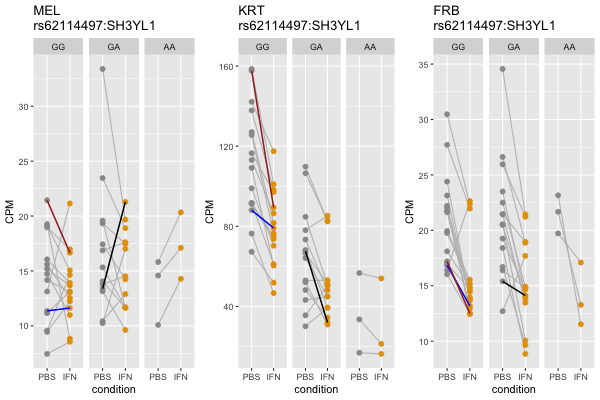 MEL
rs62114497:SH3YL1
GG GA AA
CPM
30
25
20
15
10
PBS IFN PBS IFN PBS IFN
condition
KRT
rs62114497:SH3YL1
GG GA AA
CPM
160
120
80
40
PBS IFN PBS IFN PBS IFN
condition
FRB
rs62114497:SH3YL1
GG GA AA
CPM
35
30
25
20
15
10
PBS IFN PBS IFN PBS IFN
condition